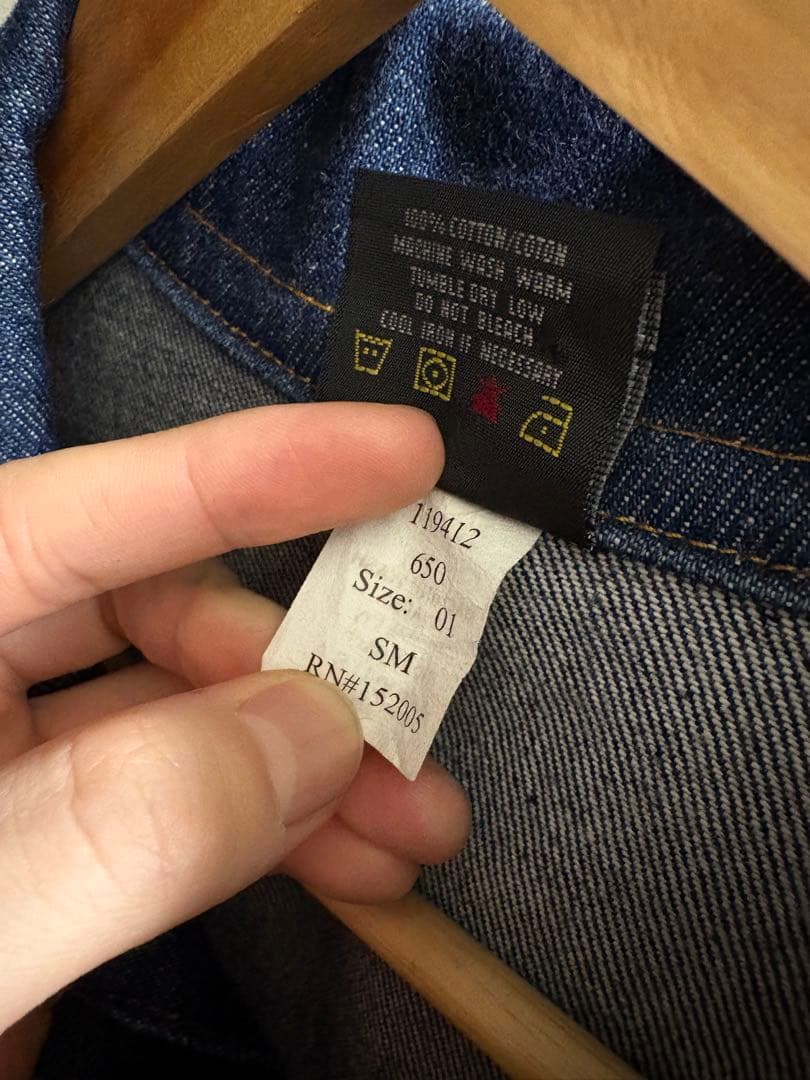 100% COTTON/COTON
MACHINE WASH WARM
TUMBLE DRY LOW
DO NOT BLEACH
COOL IRON IF NACESSARY
119412
650
Size: 01
SM
RN#152005